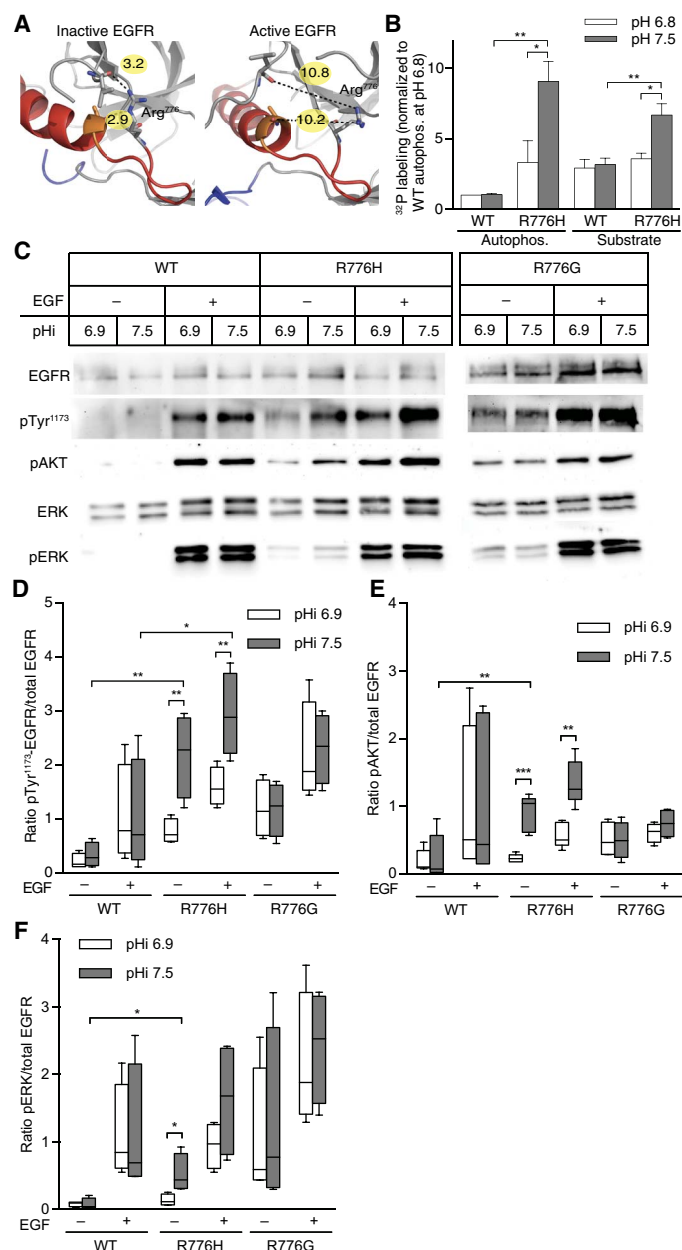 A
Inactive EGFR
Active EGFR
3.2
Arg776
2.9
10.8
Arg776
10.2
B
pH 6.8
pH 7.5
32P labeling (normalized to
WT autophos. at pH 6.8)
10
5
0
**
*
**
*
WT R776H WT R776H
Autophos. Substrate
C
WT R776H R776G
EGF – + – + – +
pHi 6.9 7.5 6.9 7.5 6.9 7.5 6.9 7.5 6.9 7.5 6.9 7.5
EGFR
pTyr1173
pAKT
ERK
pERK
D
Ratio pTyr1173-EGFR/total EGFR
5
4
3
2
1
0
pHi 6.9
pHi 7.5
*
**
**
**
EGF – + – + – +
WT R776H R776G
E
Ratio pAKT/total EGFR
4
3
2
1
0
pHi 6.9
pHi 7.5
**
**
***
EGF – + – + – +
WT R776H R776G
F
Ratio pERK/total EGFR
4
3
2
1
0
pHi 6.9
pHi 7.5
*
*
EGF – + – + – +
WT R776H R776G